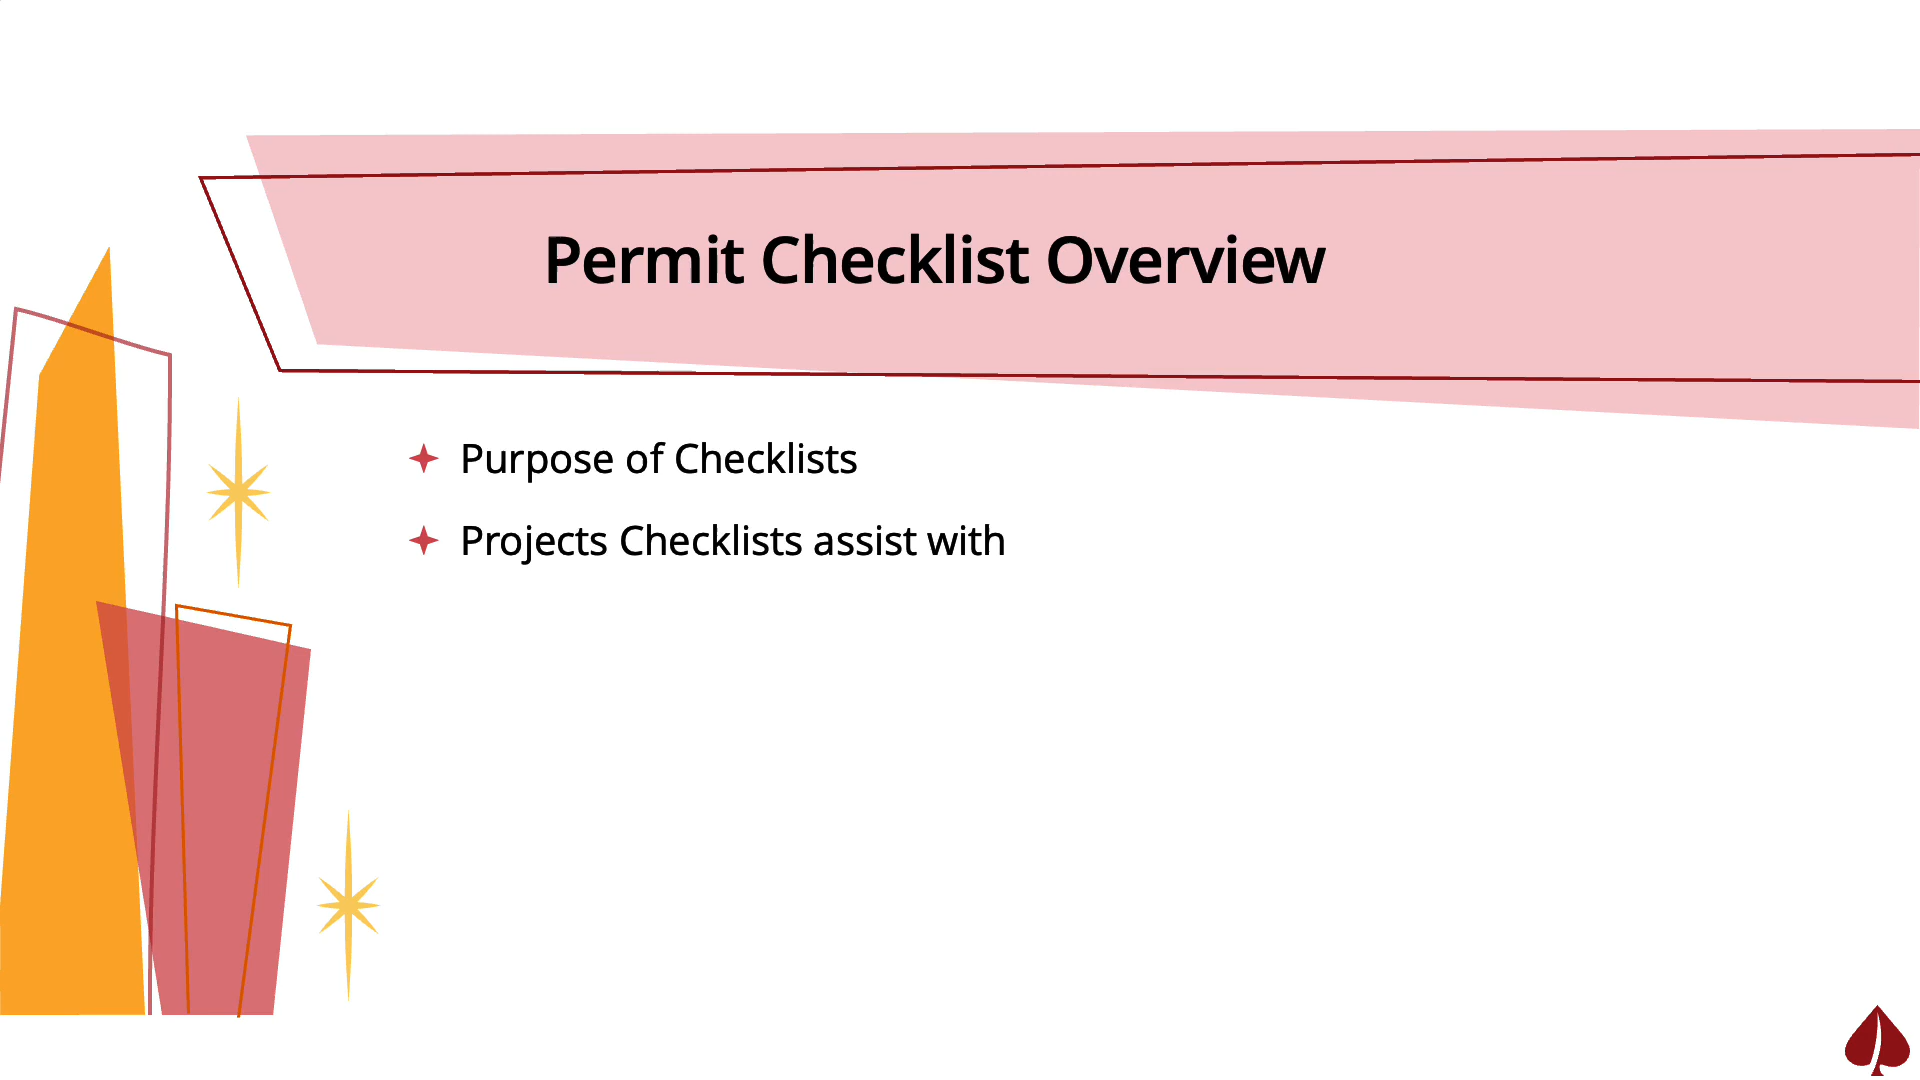 Permit Checklist Overview
Purpose of Checklists
Projects Checklists assist with